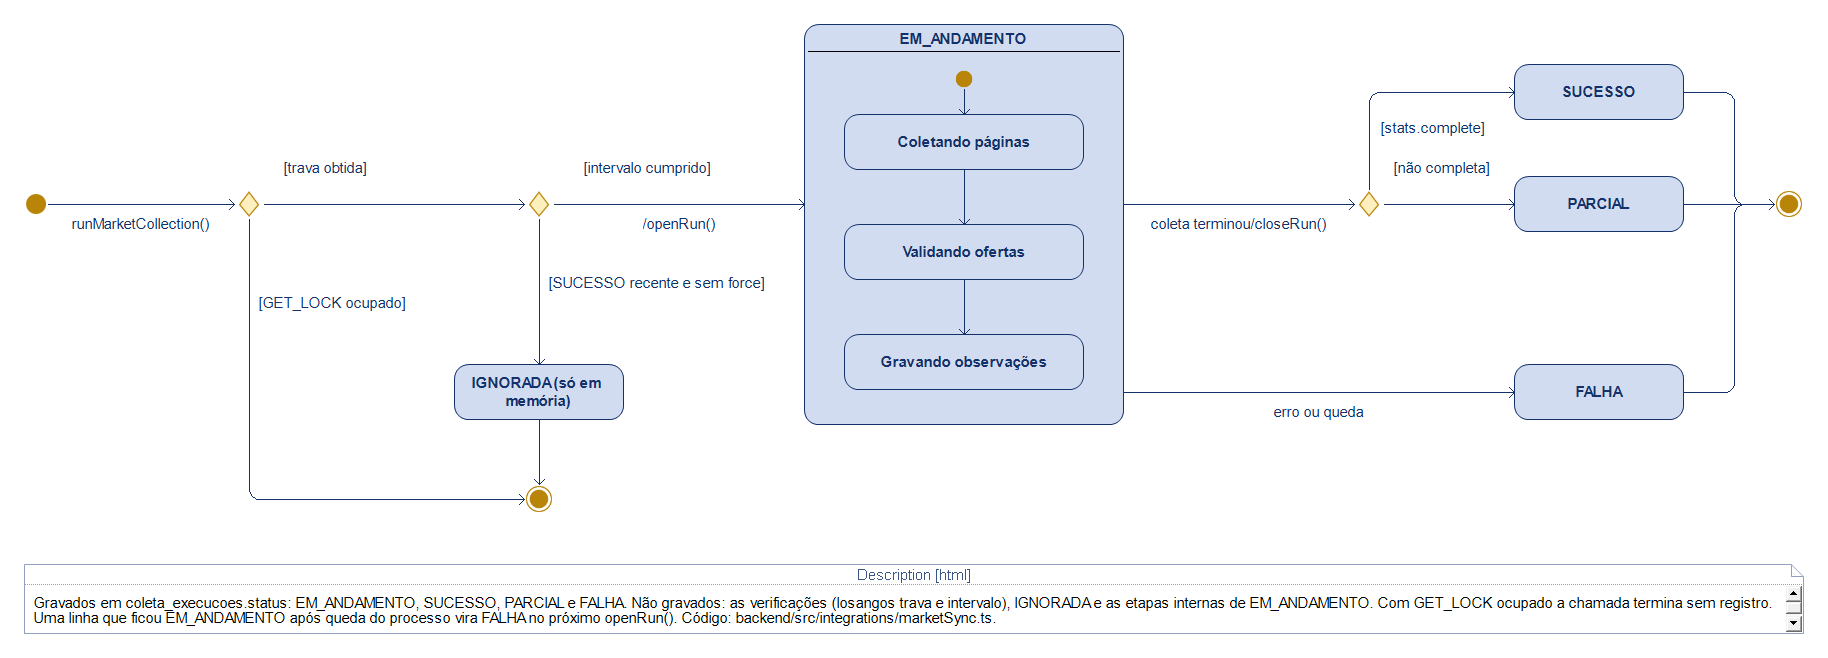 EM_ANDAMENTO
Coletando páginas
Validando ofertas
Gravando observações
runMarketCollection()
[trava obtida]
[GET_LOCK ocupado]
[intervalo cumprido]
/openRun()
[SUCESSO recente e sem force]
IGNORADA (só em
memória)
coleta terminou/closeRun()
[stats.complete]
[não completa]
SUCESSO
PARCIAL
FALHA
erro ou queda
Description [html]
Gravados em coleta_execucoes.status: EM_ANDAMENTO, SUCESSO, PARCIAL e FALHA. Não gravados: as verificações (losangos trava e intervalo), IGNORADA e as etapas internas de EM_ANDAMENTO. Com GET_LOCK ocupado a chamada termina sem registro.
Uma linha que ficou EM_ANDAMENTO após queda do processo vira FALHA no próximo openRun(). Código: backend/src/integrations/marketSync.ts.